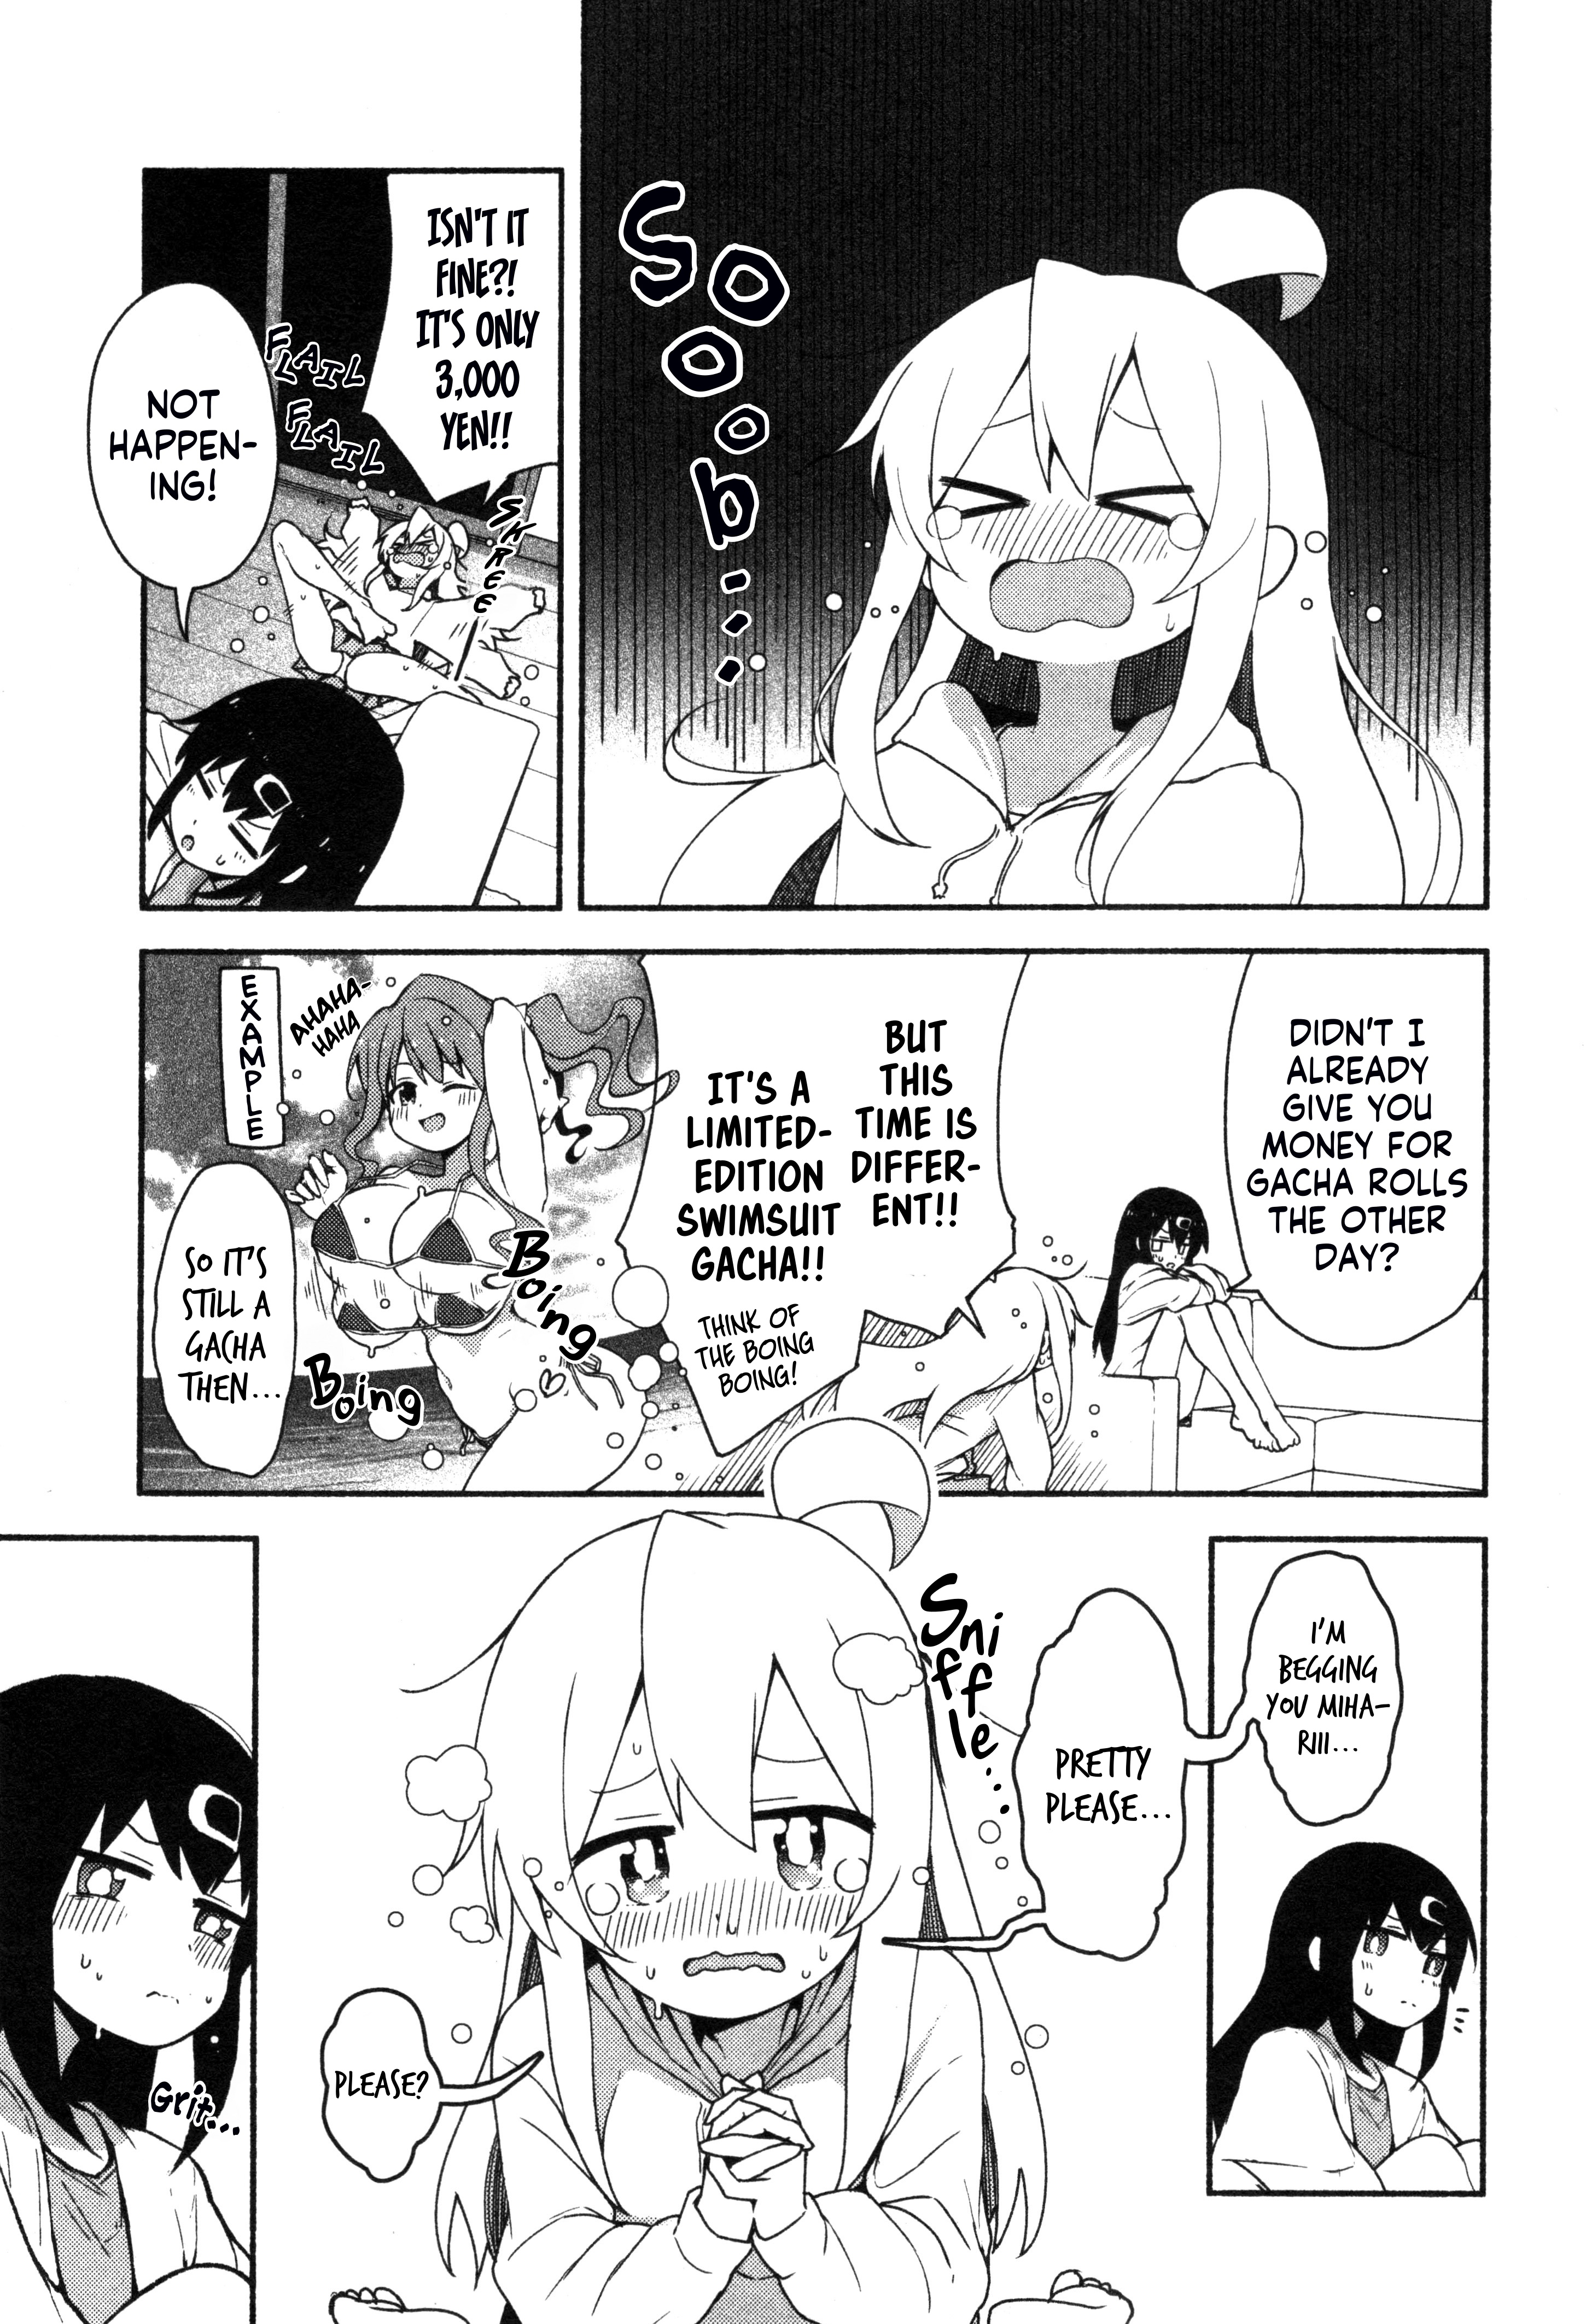 SOOob...
ISN'T IT
FINE?!
IT'S ONLY
3,000
YEN!!
FLAIL
FLAIL
SKREE
NOT
HAPPEN-
ING!
DIDN'T I
ALREADY
GIVE YOU
MONEY FOR
GACHA ROLLS
THE OTHER
DAY?
BUT
THIS
TIME IS
DIFFER-
ENT!!
IT'S A
LIMITED-
EDITION
SWIMSUIT
GACHA!!
THINK OF
THE BOING
BOING!
EXAMPLE
AHAHA-
HAHA
Boing
Boing
SO IT'S
STILL A
GACHA
THEN...
I'M
BEGGING
YOU MIHA-
RIII...
PRETTY
PLEASE...
Sniffle...
PLEASE?
Grit...